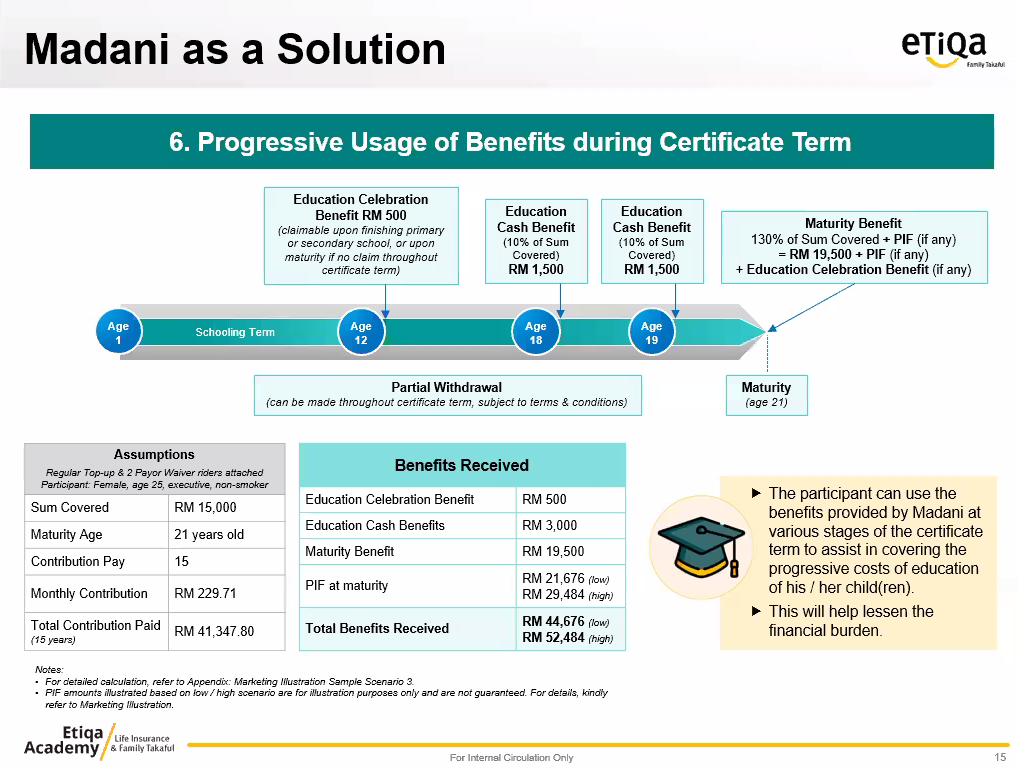 Madani as a Solution
eTiQa
Family Takaful
6. Progressive Usage of Benefits during Certificate Term
Education Celebration
Benefit RM 500
(claimable upon finishing primary
or secondary school, or upon
maturity if no claim throughout
certificate term)
Education
Cash Benefit
(10% of Sum
Covered)
RM 1,500
Education
Cash Benefit
(10% of Sum
Covered)
RM 1,500
Maturity Benefit
130% of Sum Covered + PIF (if any)
= RM 19,500 + PIF (if any)
+ Education Celebration Benefit (if any)
Age
1
Schooling Term
Age
12
Age
18
Age
19
Partial Withdrawal
(can be made throughout certificate term, subject to terms & conditions)
Maturity
(age 21)
Assumptions
Regular Top-up & 2 Payor Waiver riders attached
Participant: Female, age 25, executive, non-smoker
Sum Covered RM 15,000
Maturity Age 21 years old
Contribution Pay 15
Monthly Contribution RM 229.71
Total Contribution Paid
(15 years)
RM 41,347.80
Benefits Received
Education Celebration Benefit RM 500
Education Cash Benefits RM 3,000
Maturity Benefit RM 19,500
PIF at maturity
RM 21,676 (low)
RM 29,484 (high)
Total Benefits Received
RM 44,676 (low)
RM 52,484 (high)
▶ The participant can use the
benefits provided by Madani at
various stages of the certificate
term to assist in covering the
progressive costs of education
of his / her child(ren).
▶ This will help lessen the
financial burden.
Notes:
• For detailed calculation, refer to Appendix: Marketing Illustration Sample Scenario 3.
• PIF amounts illustrated based on low / high scenario are for illustration purposes only and are not guaranteed. For details, kindly
refer to Marketing Illustration.
Etiqa
Academy
Life Insurance
& Family Takaful
For Internal Circulation Only
15